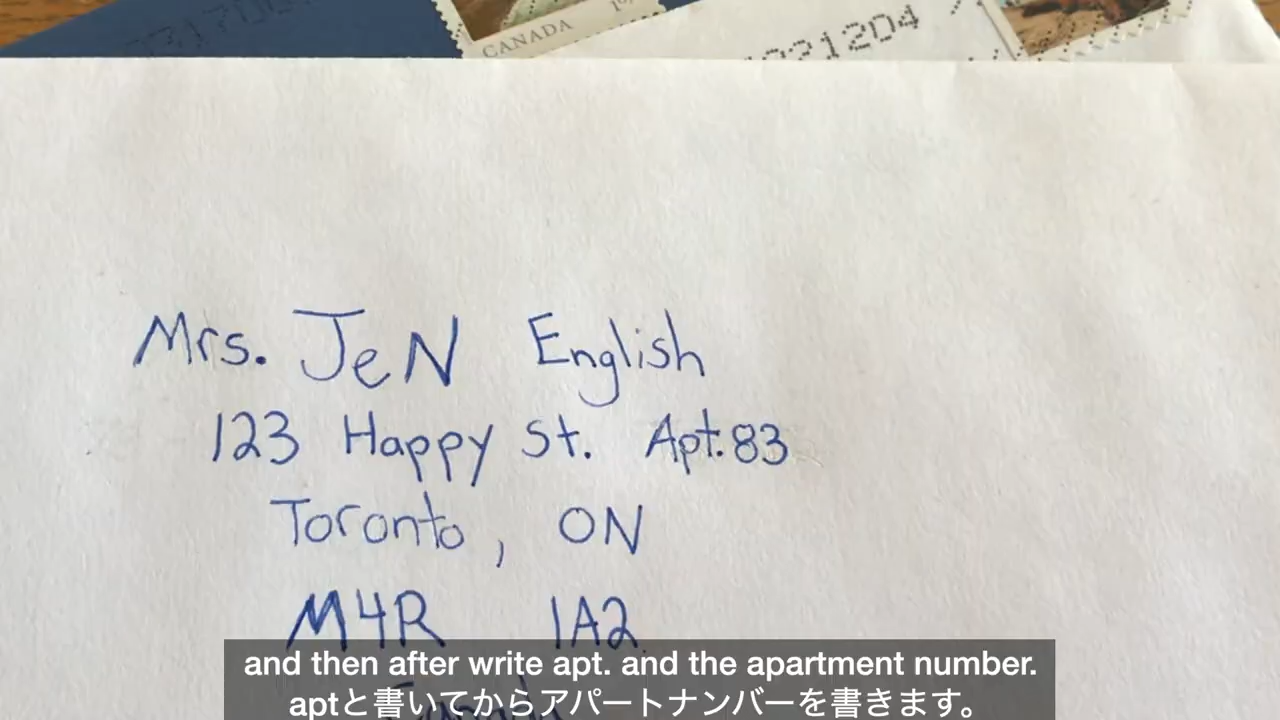 CANADA
Mrs. JeN English
123 Happy St. Apt. 83
Toronto, ON
M4R 1A2
Canada
and then after write apt. and the apartment number.
aptと書いてからアパートナンバーを書きます。